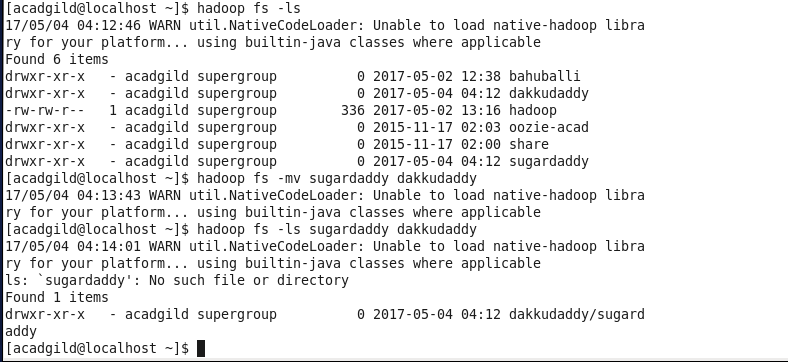 [acadgild@localhost ~]$ hadoop fs -ls
17/05/04 04:12:46 WARN util.NativeCodeLoader: Unable to load native-hadoop libra
ry for your platform... using builtin-java classes where applicable
Found 6 items
drwxr-xr-x   - acadgild supergroup          0 2017-05-02 12:38 bahuballi
drwxr-xr-x   - acadgild supergroup          0 2017-05-04 04:12 dakkudaddy
-rw-rw-r--   1 acadgild supergroup        336 2017-05-02 13:16 hadoop
drwxr-xr-x   - acadgild supergroup          0 2015-11-17 02:03 oozie-acad
drwxr-xr-x   - acadgild supergroup          0 2015-11-17 02:00 share
drwxr-xr-x   - acadgild supergroup          0 2017-05-04 04:12 sugardaddy
[acadgild@localhost ~]$ hadoop fs -mv sugardaddy dakkudaddy
17/05/04 04:13:43 WARN util.NativeCodeLoader: Unable to load native-hadoop libra
ry for your platform... using builtin-java classes where applicable
[acadgild@localhost ~]$ hadoop fs -ls sugardaddy dakkudaddy
17/05/04 04:14:01 WARN util.NativeCodeLoader: Unable to load native-hadoop libra
ry for your platform... using builtin-java classes where applicable
ls: `sugardaddy': No such file or directory
Found 1 items
drwxr-xr-x   - acadgild supergroup          0 2017-05-04 04:12 dakkudaddy/sugard
addy
[acadgild@localhost ~]$